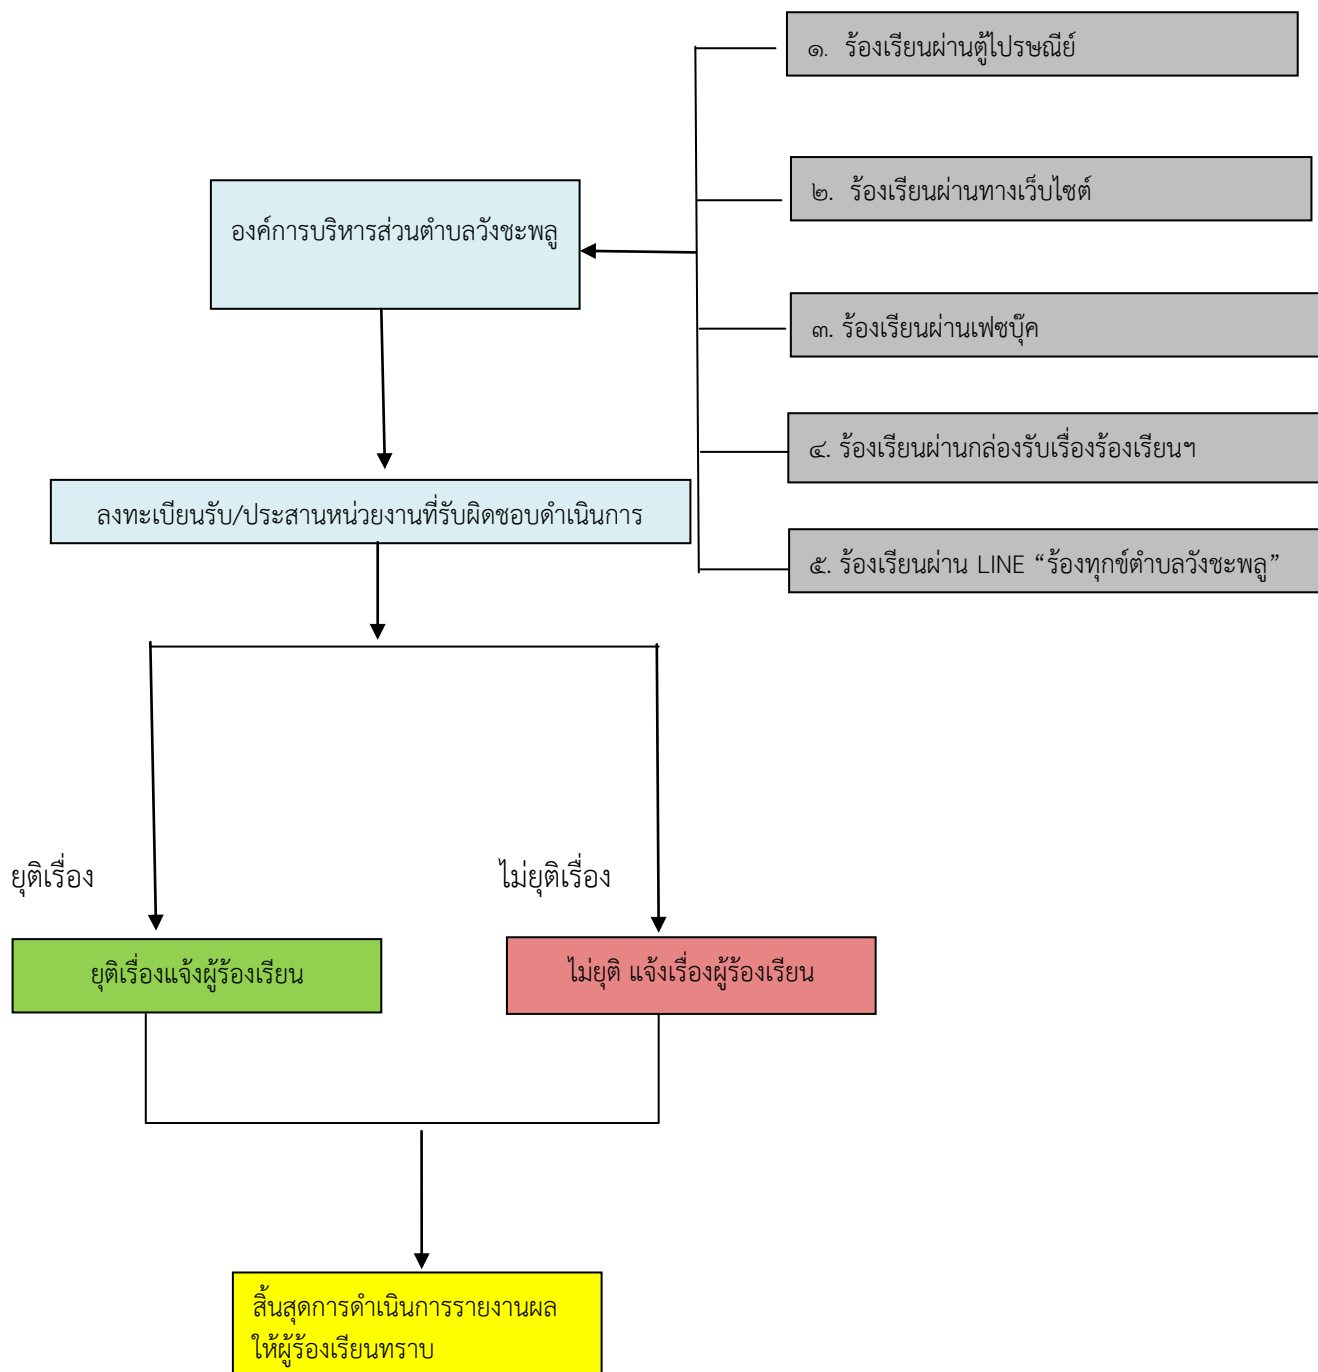 ๑. ร้องเรียนผ่านตู้ไปรษณีย์
๒. ร้องเรียนผ่านทางเว็บไซต์
องค์การบริหารส่วนตำบลวังชะพลู
๓. ร้องเรียนผ่านเฟซบุ๊ค
๔. ร้องเรียนผ่านกล่องรับเรื่องร้องเรียนฯ
ลงทะเบียนรับ/ประสานหน่วยงานที่รับผิดชอบดำเนินการ
๕. ร้องเรียนผ่าน LINE “ร้องทุกข์ตำบลวังชะพลู”
ยุติเรื่อง
ไม่ยุติเรื่อง
ยุติเรื่องแจ้งผู้ร้องเรียน
ไม่ยุติ แจ้งเรื่องผู้ร้องเรียน
สิ้นสุดการดำเนินการรายงานผล
ให้ผู้ร้องเรียนทราบ